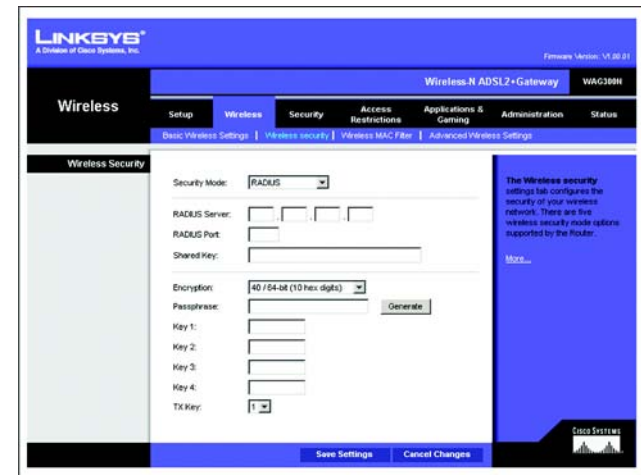 LINKSYS®
A Division of Cisco Systems, Inc.
Firmware Version: V1.00.01
Wireless-N ADSL2+Gateway WAG300N
Wireless
Setup Wireless Security Access Restrictions Applications & Gaming Administration Status
Basic Wireless Settings | Wireless security | Wireless MAC Filter | Advanced Wireless Settings
Wireless Security
Security Mode: RADIUS
RADIUS Server: . . .
RADIUS Port:
Shared Key:
Encryption: 40 / 64-bit (10 hex digits)
Passphrase: Generate
Key 1:
Key 2:
Key 3:
Key 4:
TX Key: 1
The Wireless security
settings tab configures the
security of your wireless
network. There are five
wireless security mode options
supported by the Router.
More...
Save Settings Cancel Changes
CISCO SYSTEMS